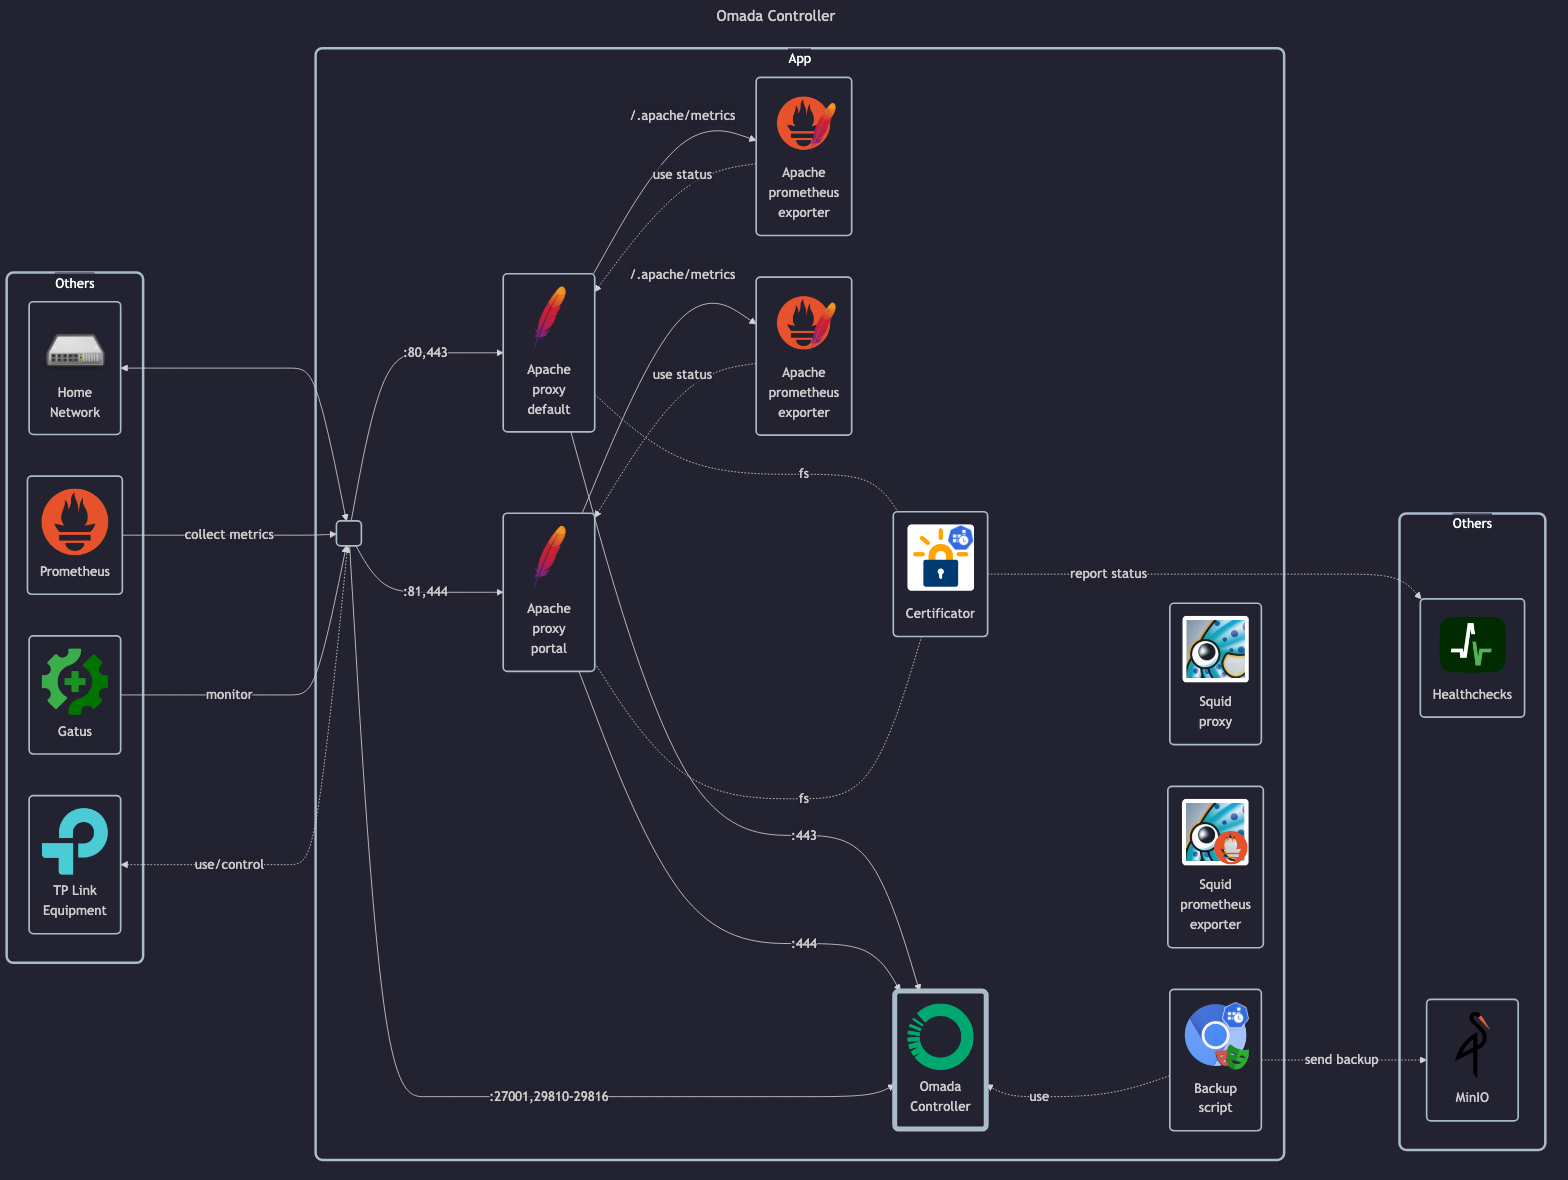 Omada Controller
App
/.apache/metrics
use status
Apache
prometheus
exporter
/.apache/metrics
use status
Apache
prometheus
exporter
Others
Home
Network
Prometheus
collect metrics
Gatus
monitor
TP Link
Equipment
use/control
:80,443
Apache
proxy
default
:81,444
Apache
proxy
portal
fs
Certificator
report status
fs
:443
:444
:27001,29810-29816
Omada
Controller
use
Squid
proxy
Squid
prometheus
exporter
Backup
script
send backup
Others
Healthchecks
MinIO